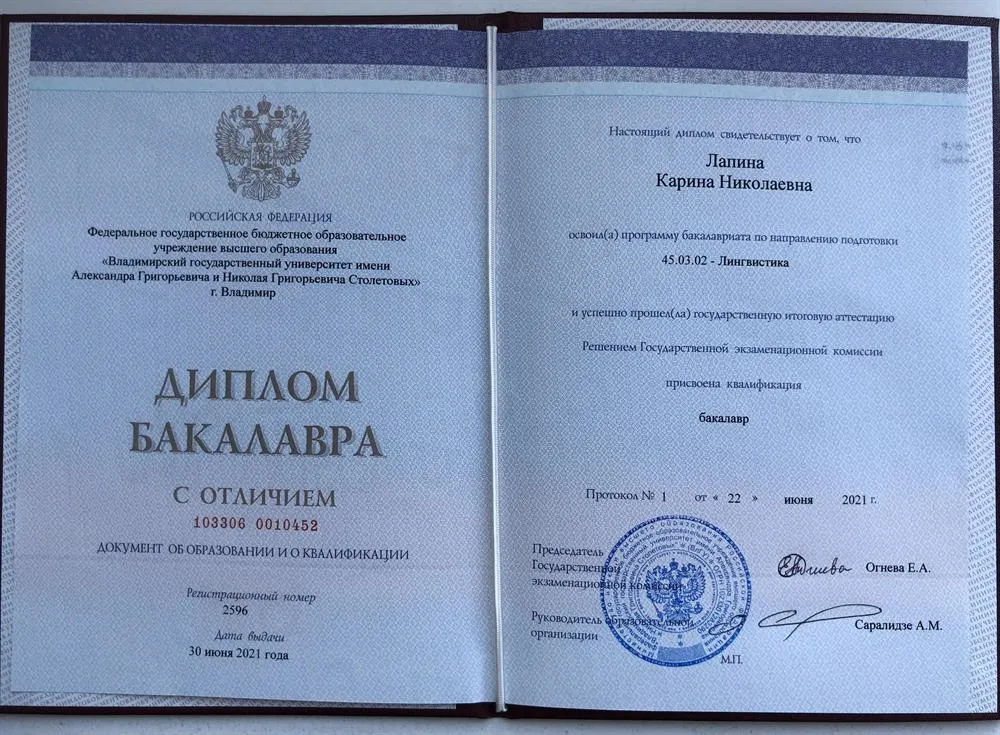 РОССИЙСКАЯ ФЕДЕРАЦИЯ
Федеральное государственное бюджетное образовательное
учреждение высшего образования
«Владимирский государственный университет имени
Александра Григорьевича и Николая Григорьевича Столетовых»
г. Владимир
ДИПЛОМ
БАКАЛАВРА
С ОТЛИЧИЕМ
103306 0010452
ДОКУМЕНТ ОБ ОБРАЗОВАНИИ И О КВАЛИФИКАЦИИ
Регистрационный номер
2596
Дата выдачи
30 июня 2021 года
Настоящий диплом свидетельствует о том, что
Лапина
Карина Николаевна
освоил(а) программу бакалавриата по направлению подготовки
45.03.02 - Лингвистика
и успешно прошел(ла) государственную итоговую аттестацию
Решением Государственной экзаменационной комиссии
присвоена квалификация
бакалавр
Протокол № 1 от « 22 » июня 2021 г.
Председатель
Государственной
экзаменационной комиссии
Огнева Е.А.
Руководитель образовательной
организации
Саралидзе А.М.
М.П.